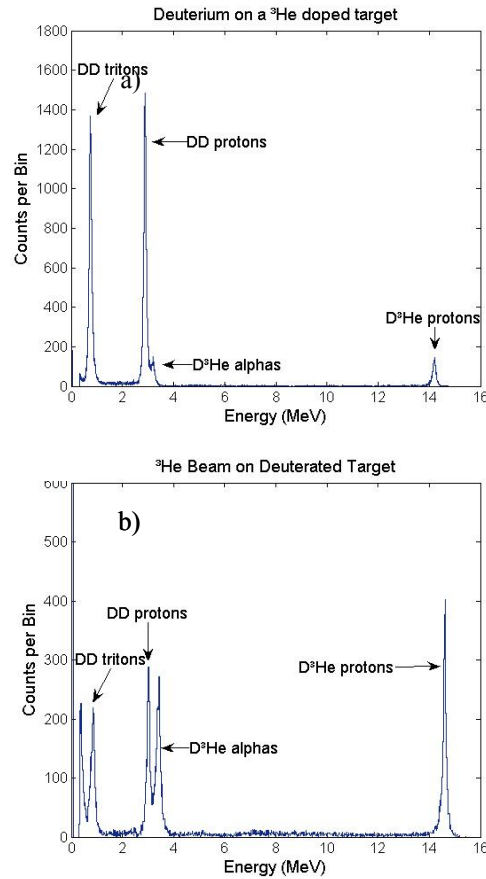 Deuterium on a ³He doped target
1800
1600
1400
1200
1000
800
600
400
200
0
Counts per Bin
DD tritons
a)
DD protons
D³He protons
D³He alphas
0 2 4 6 8 10 12 14 16
Energy (MeV)
³He Beam on Deuterated Target
600
500
400
300
200
100
0
Counts per Bin
b)
DD protons
DD tritons
D³He protons
D³He alphas
0 2 4 6 8 10 12 14 16
Energy (MeV)